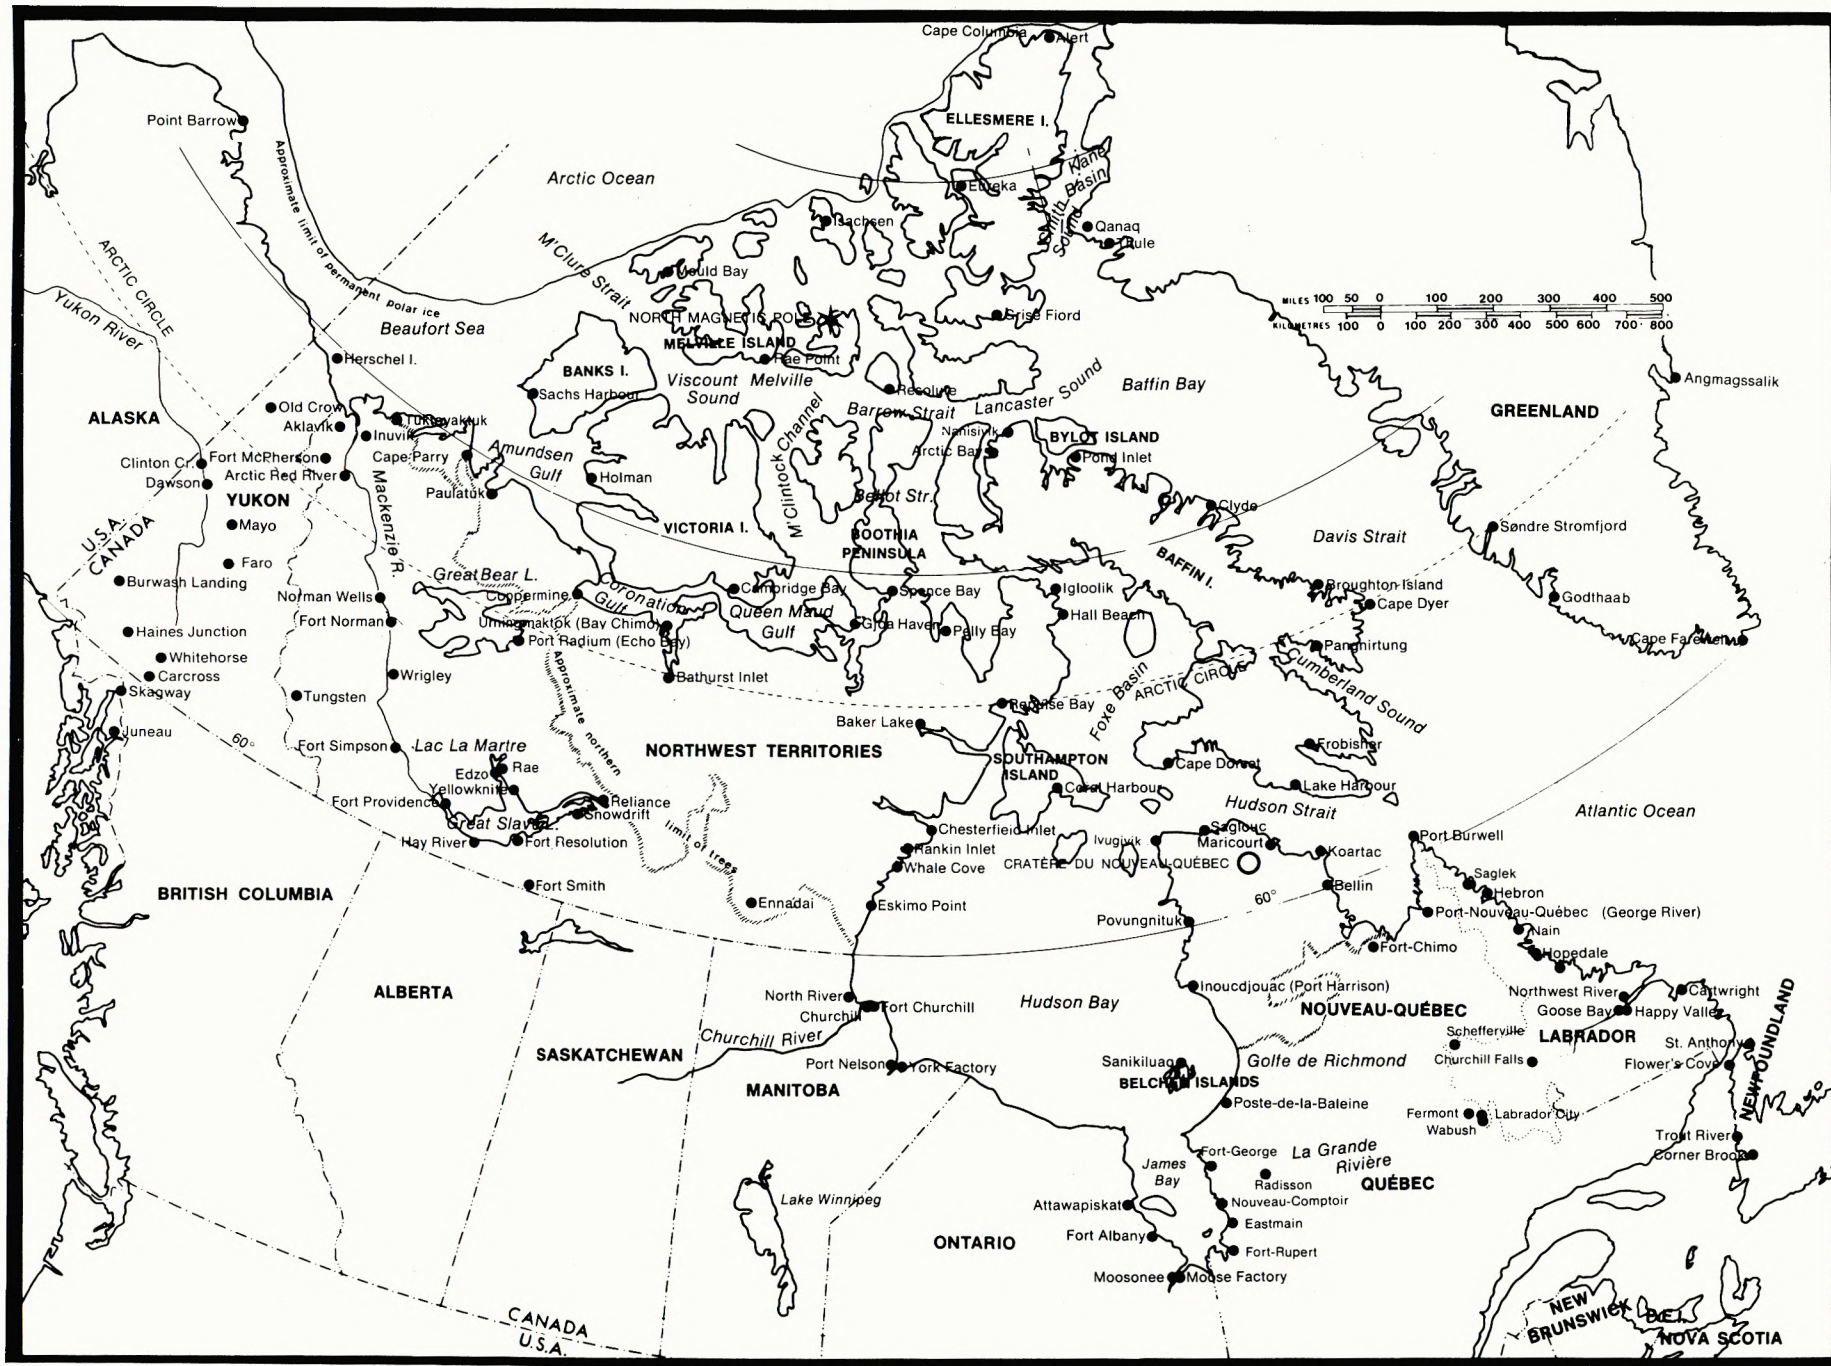 Cape Columbia
Alert
Point Barrow
ELLESMERE I.
Approximate limit of permanent polar ice
Arctic Ocean
Kane
Basin
Eureka
Smith
Sound
Isachsen
Qanaq
Thule
ARCTIC CIRCLE
M'Clure Strait
Mould Bay
Yukon River
MILES 100 50 0 100 200 300 400 500
KILOMETRES 100 0 100 200 300 400 500 600 700 800
Beaufort Sea
NORTH MAGNETIC POLE
Grise Fiord
MELVILLE ISLAND
Rae Point
Herschel I.
BANKS I.
Viscount Melville
Sound
Baffin Bay
Angmagssalik
Sachs Harbour
Resolute
Barrow Strait
Lancaster Sound
GREENLAND
ALASKA
Old Crow
Aklavik
Tuktoyaktuk
Inuvik
M'Clintock Channel
Nanisivik
BYLOT ISLAND
Arctic Bay
Pond Inlet
Clinton Cr.
Fort McPherson
Cape Parry
Amundsen
Gulf
Dawson
Arctic Red River
Holman
YUKON
Mackenzie R.
Paulatuk
Bellot Str.
Clyde
U.S.A.
CANADA
Mayo
VICTORIA I.
BOOTHIA
PENINSULA
Davis Strait
Søndre Stromfjord
Faro
BAFFIN I.
Burwash Landing
Great Bear L.
Coppermine
Coronation
Gulf
Cambridge Bay
Spence Bay
Igloolik
Broughton Island
Cape Dyer
Godthaab
Norman Wells
Fort Norman
Umingmaktok (Bay Chimo)
Queen Maud
Gulf
Gjoa Haven
Pelly Bay
Hall Beach
Haines Junction
Port Radium (Echo Bay)
Pangnirtung
Cape Farewell
Whitehorse
Carcross
Skagway
Wrigley
Bathurst Inlet
Foxe Basin
ARCTIC CIRCLE
Cumberland Sound
Tungsten
Approximate northern limit of trees
Repulse Bay
Juneau
60°
Baker Lake
Fort Simpson
Lac La Martre
NORTHWEST TERRITORIES
SOUTHAMPTON
ISLAND
Frobisher
Cape Dorset
Edzo
Rae
Yellowknife
Coral Harbour
Lake Harbour
Fort Providence
Reliance
Snowdrift
Great Slave L.
Hudson Strait
Atlantic Ocean
Hay River
Fort Resolution
Chesterfield Inlet
Rankin Inlet
Whale Cove
Ivugivik
Saglouc
Maricourt
Port Burwell
CRATÈRE DU NOUVEAU-QUÉBEC
Koartac
BRITISH COLUMBIA
Fort Smith
Ennadai
Eskimo Point
60°
Bellin
Saglek
Hebron
Povungnituk
Port-Nouveau-Québec (George River)
Nain
Fort-Chimo
Hopedale
ALBERTA
North River
Churchill
Fort Churchill
Hudson Bay
Inoucdjouac (Port Harrison)
NOUVEAU-QUÉBEC
Northwest River
Goose Bay
Happy Valley
Cartwright
Churchill River
SASKATCHEWAN
Schefferville
LABRADOR
St. Anthony
NEWFOUNDLAND
Port Nelson
York Factory
Sanikiluaq
Golfe de Richmond
Churchill Falls
Flower's Cove
MANITOBA
BELCHER ISLANDS
Poste-de-la-Baleine
Fermont
Labrador City
Wabush
Trout River
Corner Brook
Fort-George
La Grande
Rivière
James
Bay
Radisson
QUÉBEC
Lake Winnipeg
Attawapiskat
Nouveau-Comptoir
Fort Albany
Eastmain
ONTARIO
Fort-Rupert
Moosonee
Moose Factory
CANADA
U.S.A.
NEW
BRUNSWICK
P.E.I.
NOVA SCOTIA